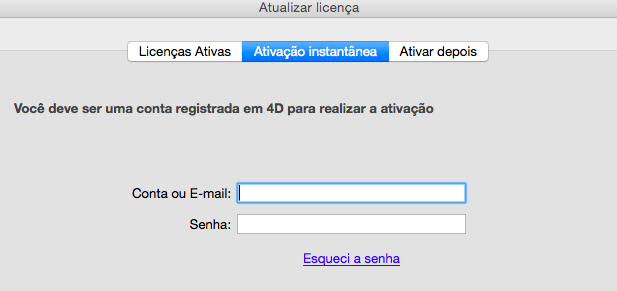 Atualizar licença
Licenças Ativas Ativação instantânea Ativar depois
Você deve ser uma conta registrada em 4D para realizar a ativação
Conta ou E-mail:
Senha:
Esqueci a senha